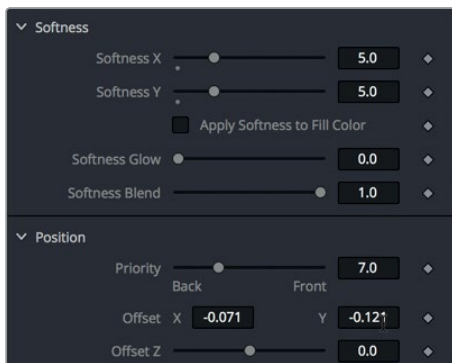 Softness
Softness X 5.0
Softness Y 5.0
Apply Softness to Fill Color
Softness Glow 0.0
Softness Blend 1.0
Position
Priority 7.0
Back Front
Offset X -0.071 Y -0.121
Offset Z 0.0